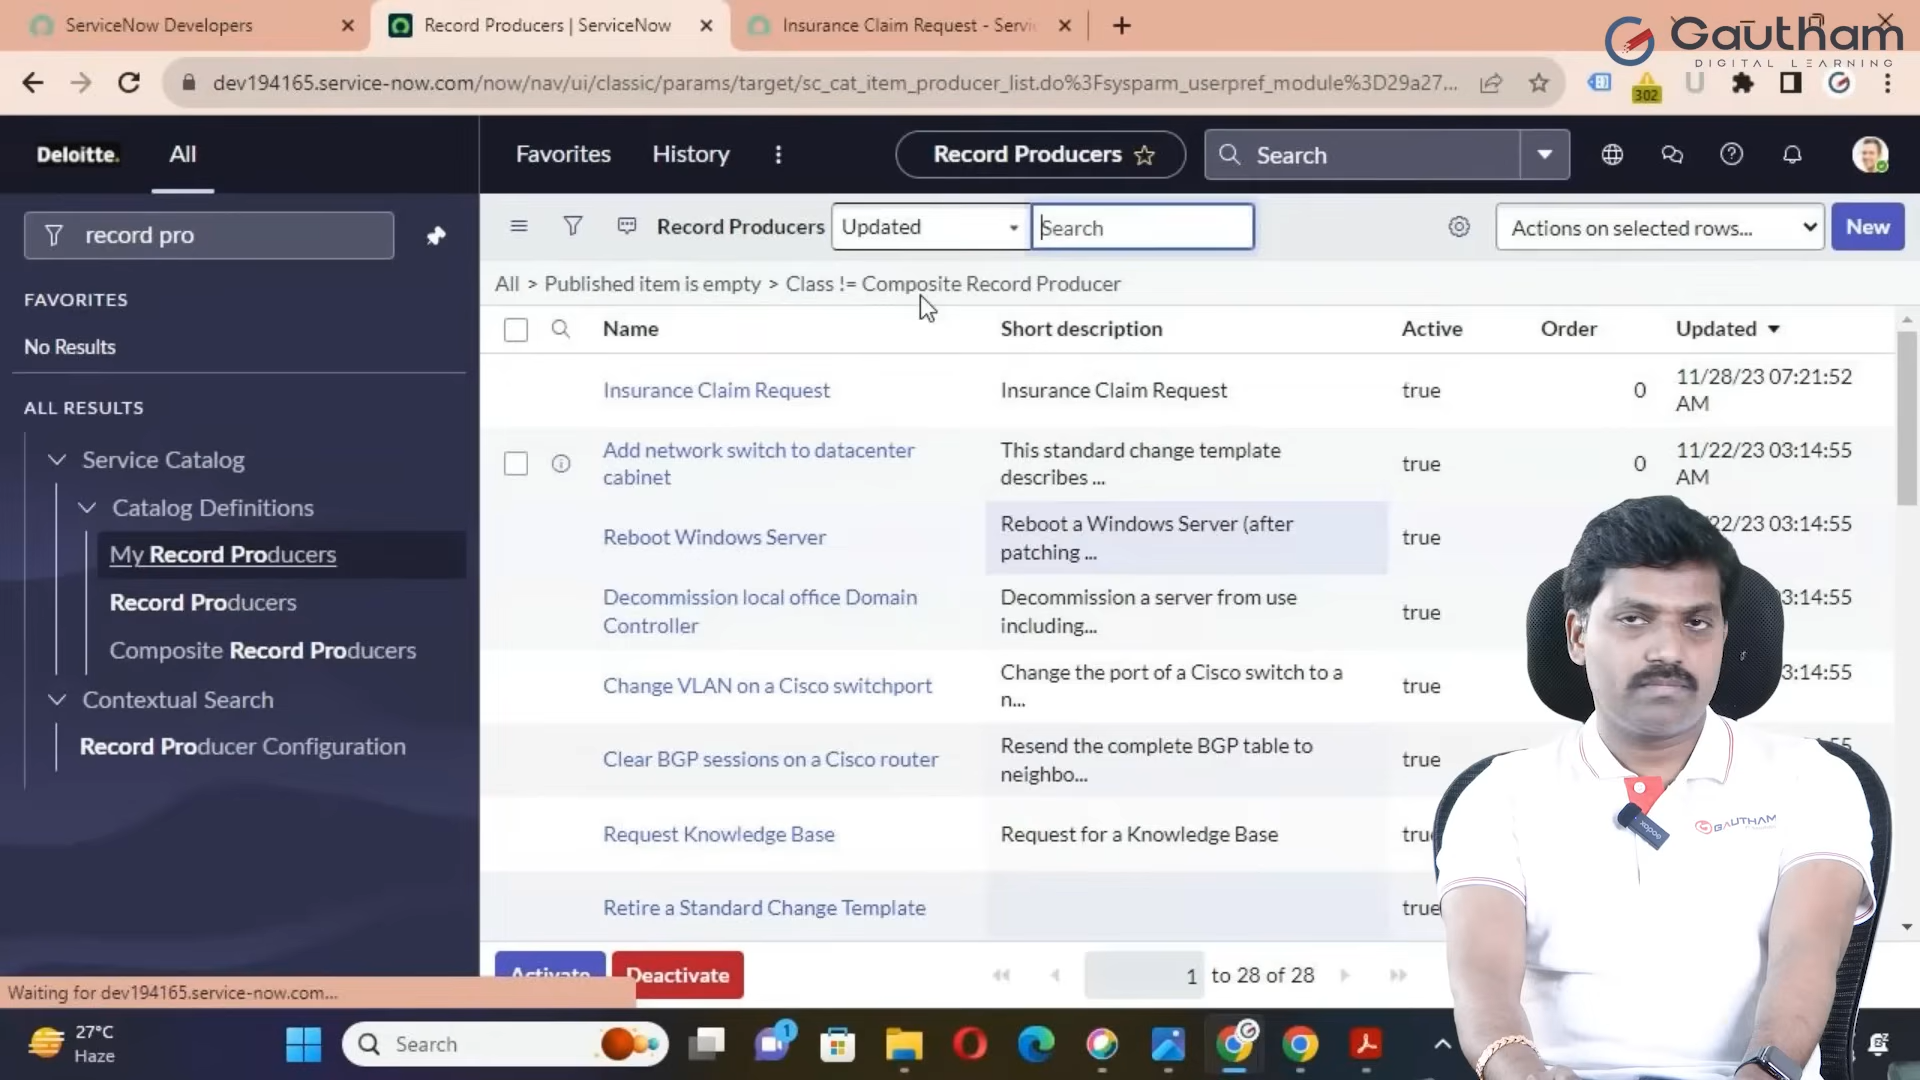 ServiceNow Developers
Record Producers | ServiceNow
Insurance Claim Request - Servi
Gautham
DIGITAL LEARNING
dev194165.service-now.com/now/nav/ui/classic/params/target/sc_cat_item_producer_list.do%3Fsysparm_userpref_module%3D29a27...
302
Deloitte.
All
Favorites
History
Record Producers
Search
record pro
Record Producers
Updated
Search
Actions on selected rows...
New
FAVORITES
No Results
All > Published item is empty > Class != Composite Record Producer
Name
Short description
Active
Order
Updated
ALL RESULTS
Service Catalog
Catalog Definitions
My Record Producers
Record Producers
Composite Record Producers
Contextual Search
Record Producer Configuration
Insurance Claim Request
Insurance Claim Request
true
0
11/28/23 07:21:52
AM
Add network switch to datacenter
cabinet
This standard change template
describes ...
true
0
11/22/23 03:14:55
AM
Reboot Windows Server
Reboot a Windows Server (after
patching ...
true
22/23 03:14:55
Decommission local office Domain
Controller
Decommission a server from use
including...
true
03:14:55
Change VLAN on a Cisco switchport
Change the port of a Cisco switch to a
n...
true
3:14:55
Clear BGP sessions on a Cisco router
Resend the complete BGP table to
neighbo...
true
Request Knowledge Base
Request for a Knowledge Base
true
Retire a Standard Change Template
true
Activate
Deactivate
1 to 28 of 28
Waiting for dev194165.service-now.com...
GAUTHAM
27°C
Haze
Search
1